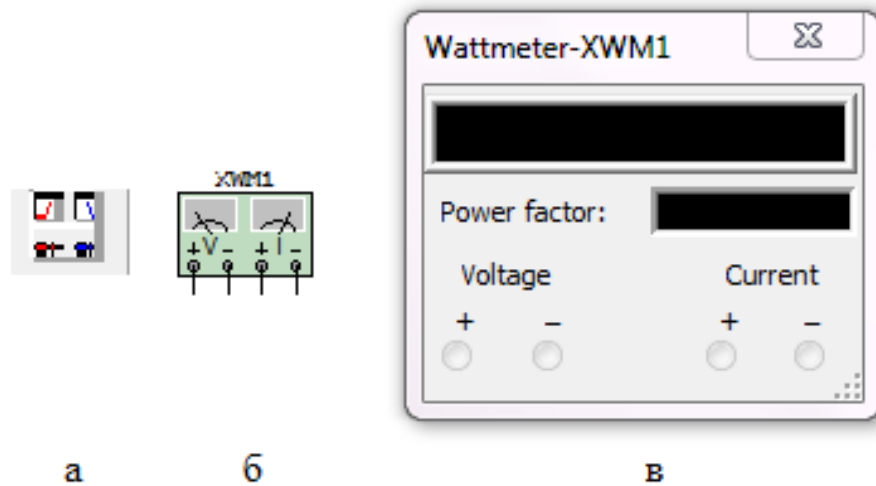 Wattmeter-XWM1
XWM1
+ V - + I -
Power factor:
Voltage Current
+ - + -
а б в